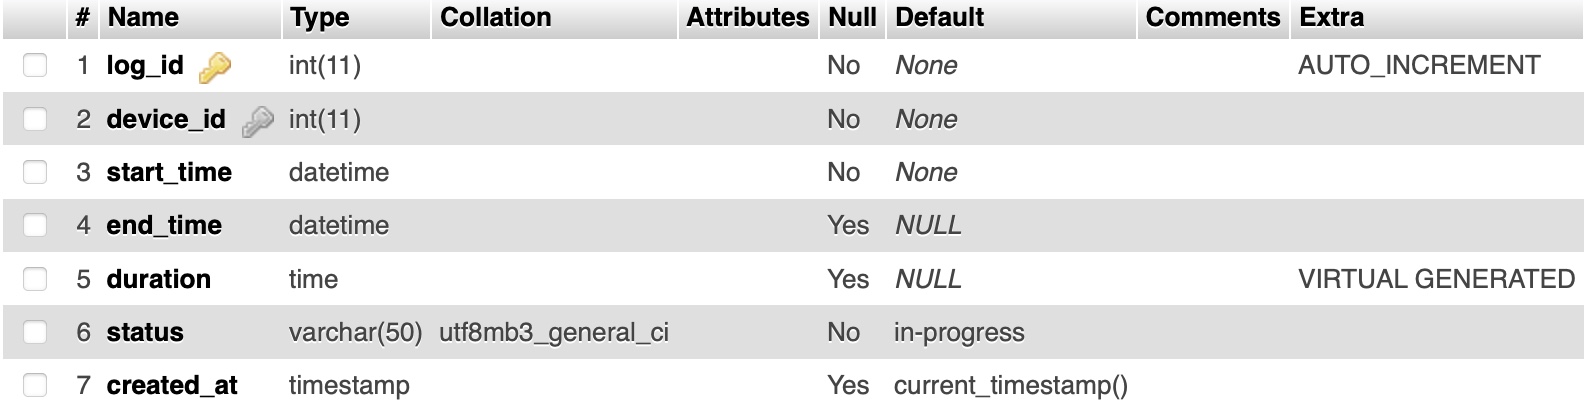 # Name Type Collation Attributes Null Default Comments Extra
1 log_id int(11) No None AUTO_INCREMENT
2 device_id int(11) No None
3 start_time datetime No None
4 end_time datetime Yes NULL
5 duration time Yes NULL VIRTUAL GENERATED
6 status varchar(50) utf8mb3_general_ci No in-progress
7 created_at timestamp Yes current_timestamp()